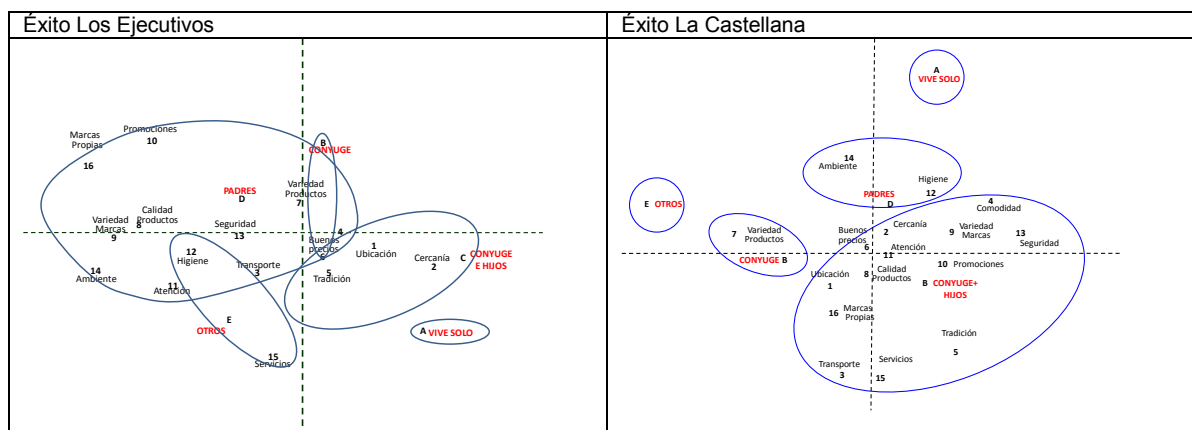 Éxito Los Ejecutivos
Promociones
Marcas
Propias
10
16
B
CONYUGE
PADRES
D
Variedad
Productos
7
Calidad
Productos
8
Variedad
Marcas
9
Seguridad
13
4
Buenos
precios
6
1
Ubicación
12
Higiene
Cercanía
2
C
CONYUGE
E HIJOS
14
Ambiente
Transporte
3
5
Tradición
11
Atención
E
OTROS
A VIVE SOLO
15
Servicios
Éxito La Castellana
A
VIVE SOLO
14
Ambiente
Higiene
12
PADRES
D
E OTROS
4
Comodidad
7
Variedad
Productos
Buenos
precios
6
Cercanía
2
9
Variedad
Marcas
13
Seguridad
CONYUGE B
Atención
11
10
Promociones
Ubicación
1
8
Calidad
Productos
B
CONYUGE+
HIJOS
16
Marcas
Propias
Tradición
5
Transporte
3
Servicios
15